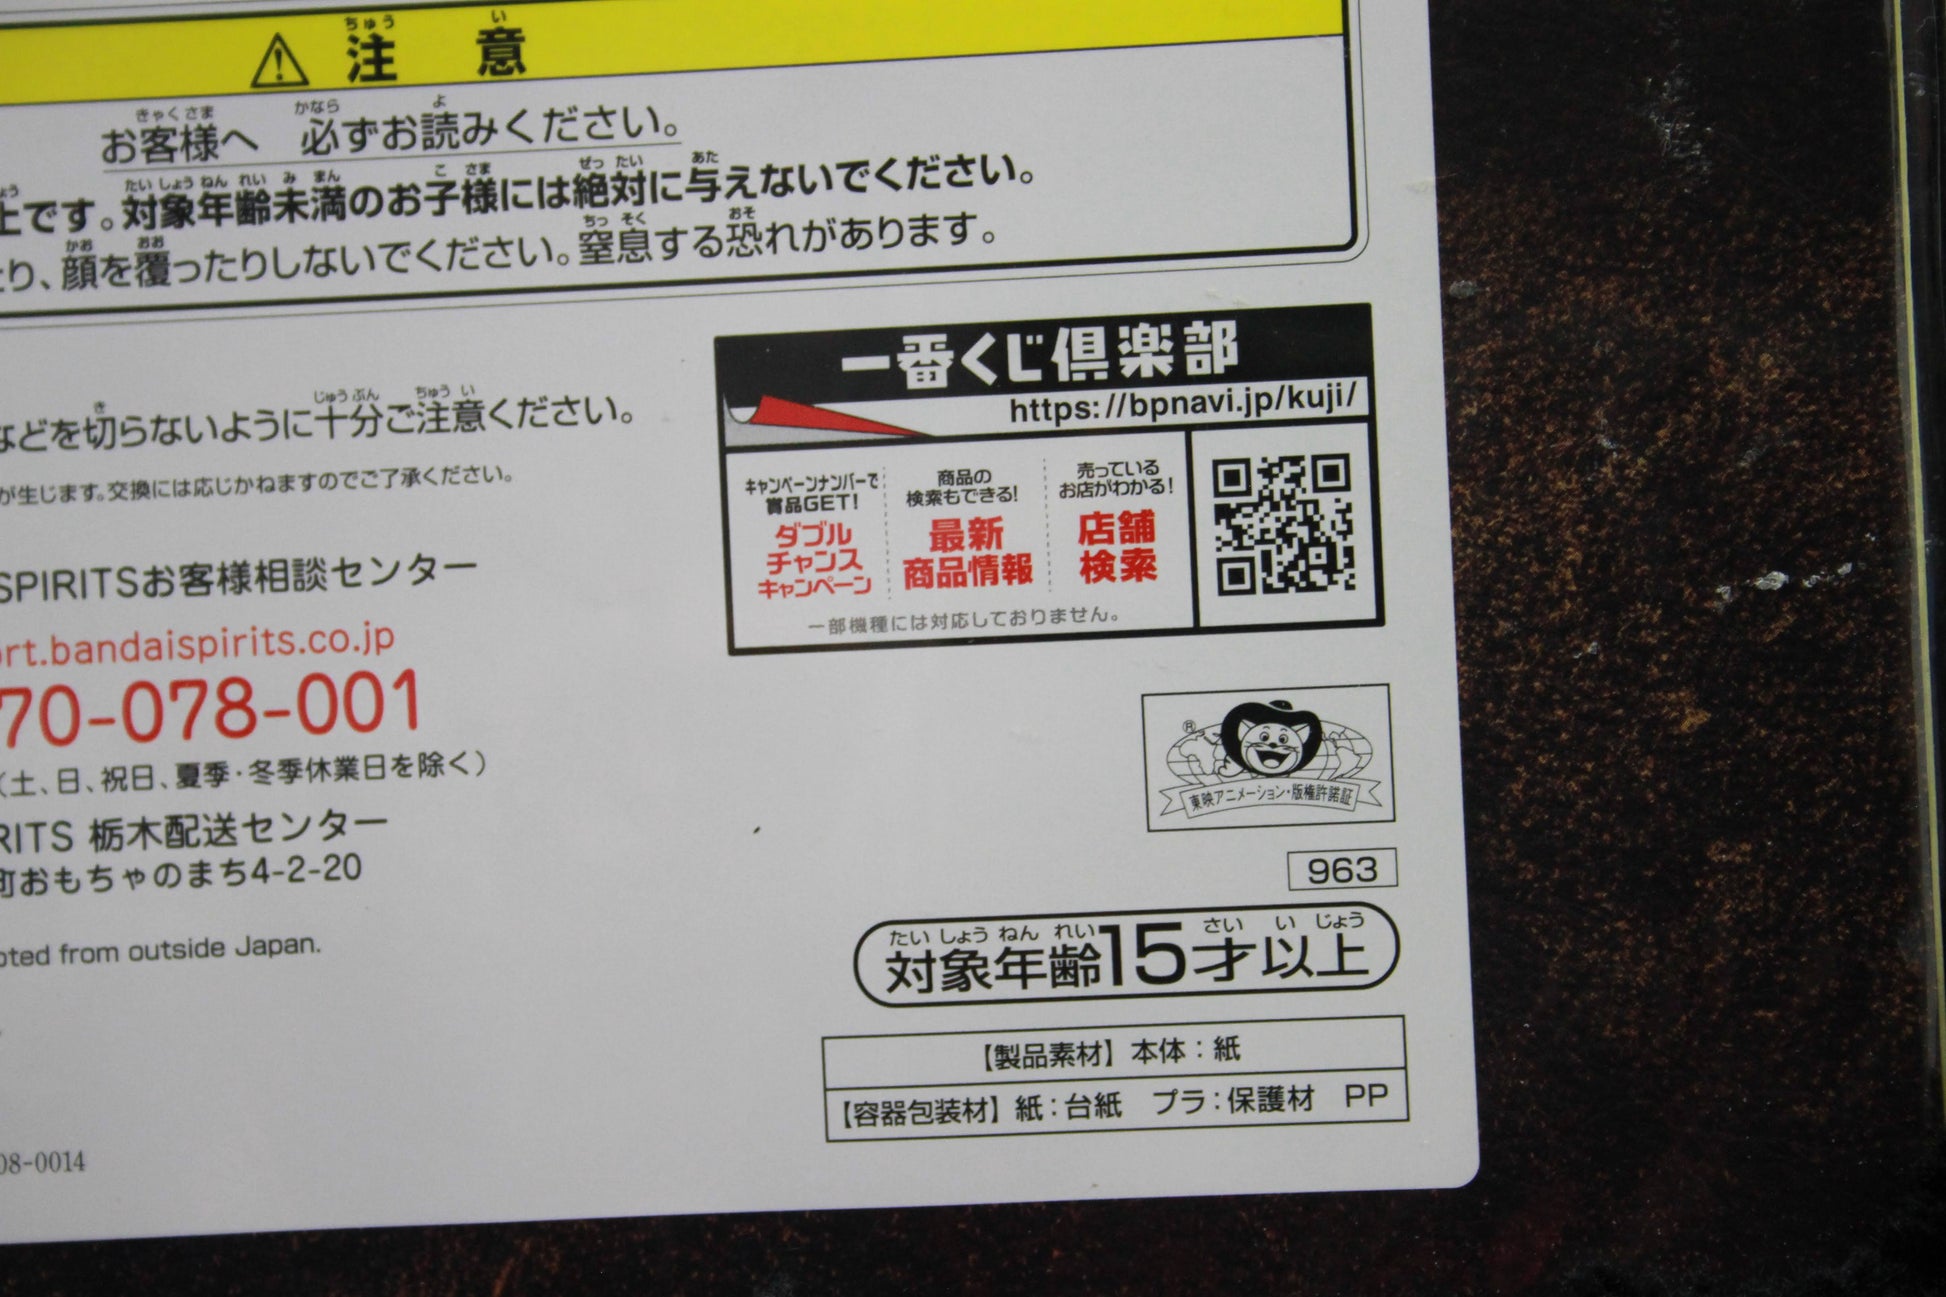 注意
お客様へ 必ずお読みください。
上です。対象年齢未満のお子様には絶対に与えないでください。
り、顔を覆ったりしないでください。窒息する恐れがあります。
などを切らないように十分ご注意ください。
が生じます。交換には応じかねますのでご了承ください。
SPIRITSお客様相談センター
ort.bandaispirits.co.jp
70-078-001
(土、日、祝日、夏季・冬季休業日を除く)
RITS 栃木配送センター
町おもちゃのまち4-2-20
pted from outside Japan.
08-0014
一番くじ倶楽部
https://bpnavi.jp/kuji/
キャンペーンナンバーで
賞品GET!
ダブル
チャンス
キャンペーン
商品の
検索もできる!
最新
商品情報
売っている
お店がわかる!
店舗
検索
一部機種には対応しておりません。
®
東映アニメーション・版権許諾証
963
対象年齢15才以上
【製品素材】本体：紙
【容器包装材】紙：台紙 プラ：保護材 PP